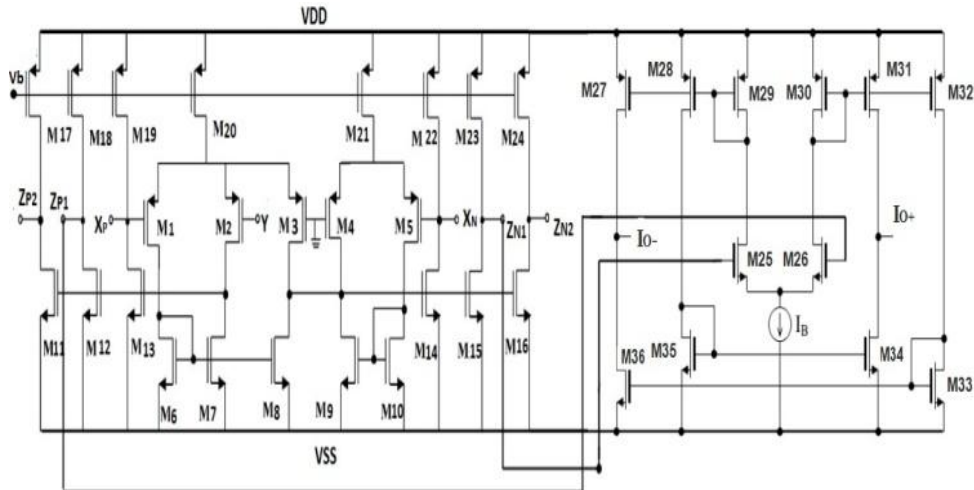 VDD
Vb
M17
M18
M19
M20
M21
M22
M23
M24
M27
M28
M29
M30
M31
M32
ZP2
ZP1
XP
M1
M2
Y
M3
M4
M5
XN
ZN1
ZN2
IO-
IO+
M25
M26
IB
M11
M12
M13
M14
M15
M16
M36
M35
M34
M33
M6
M7
M8
M9
M10
VSS